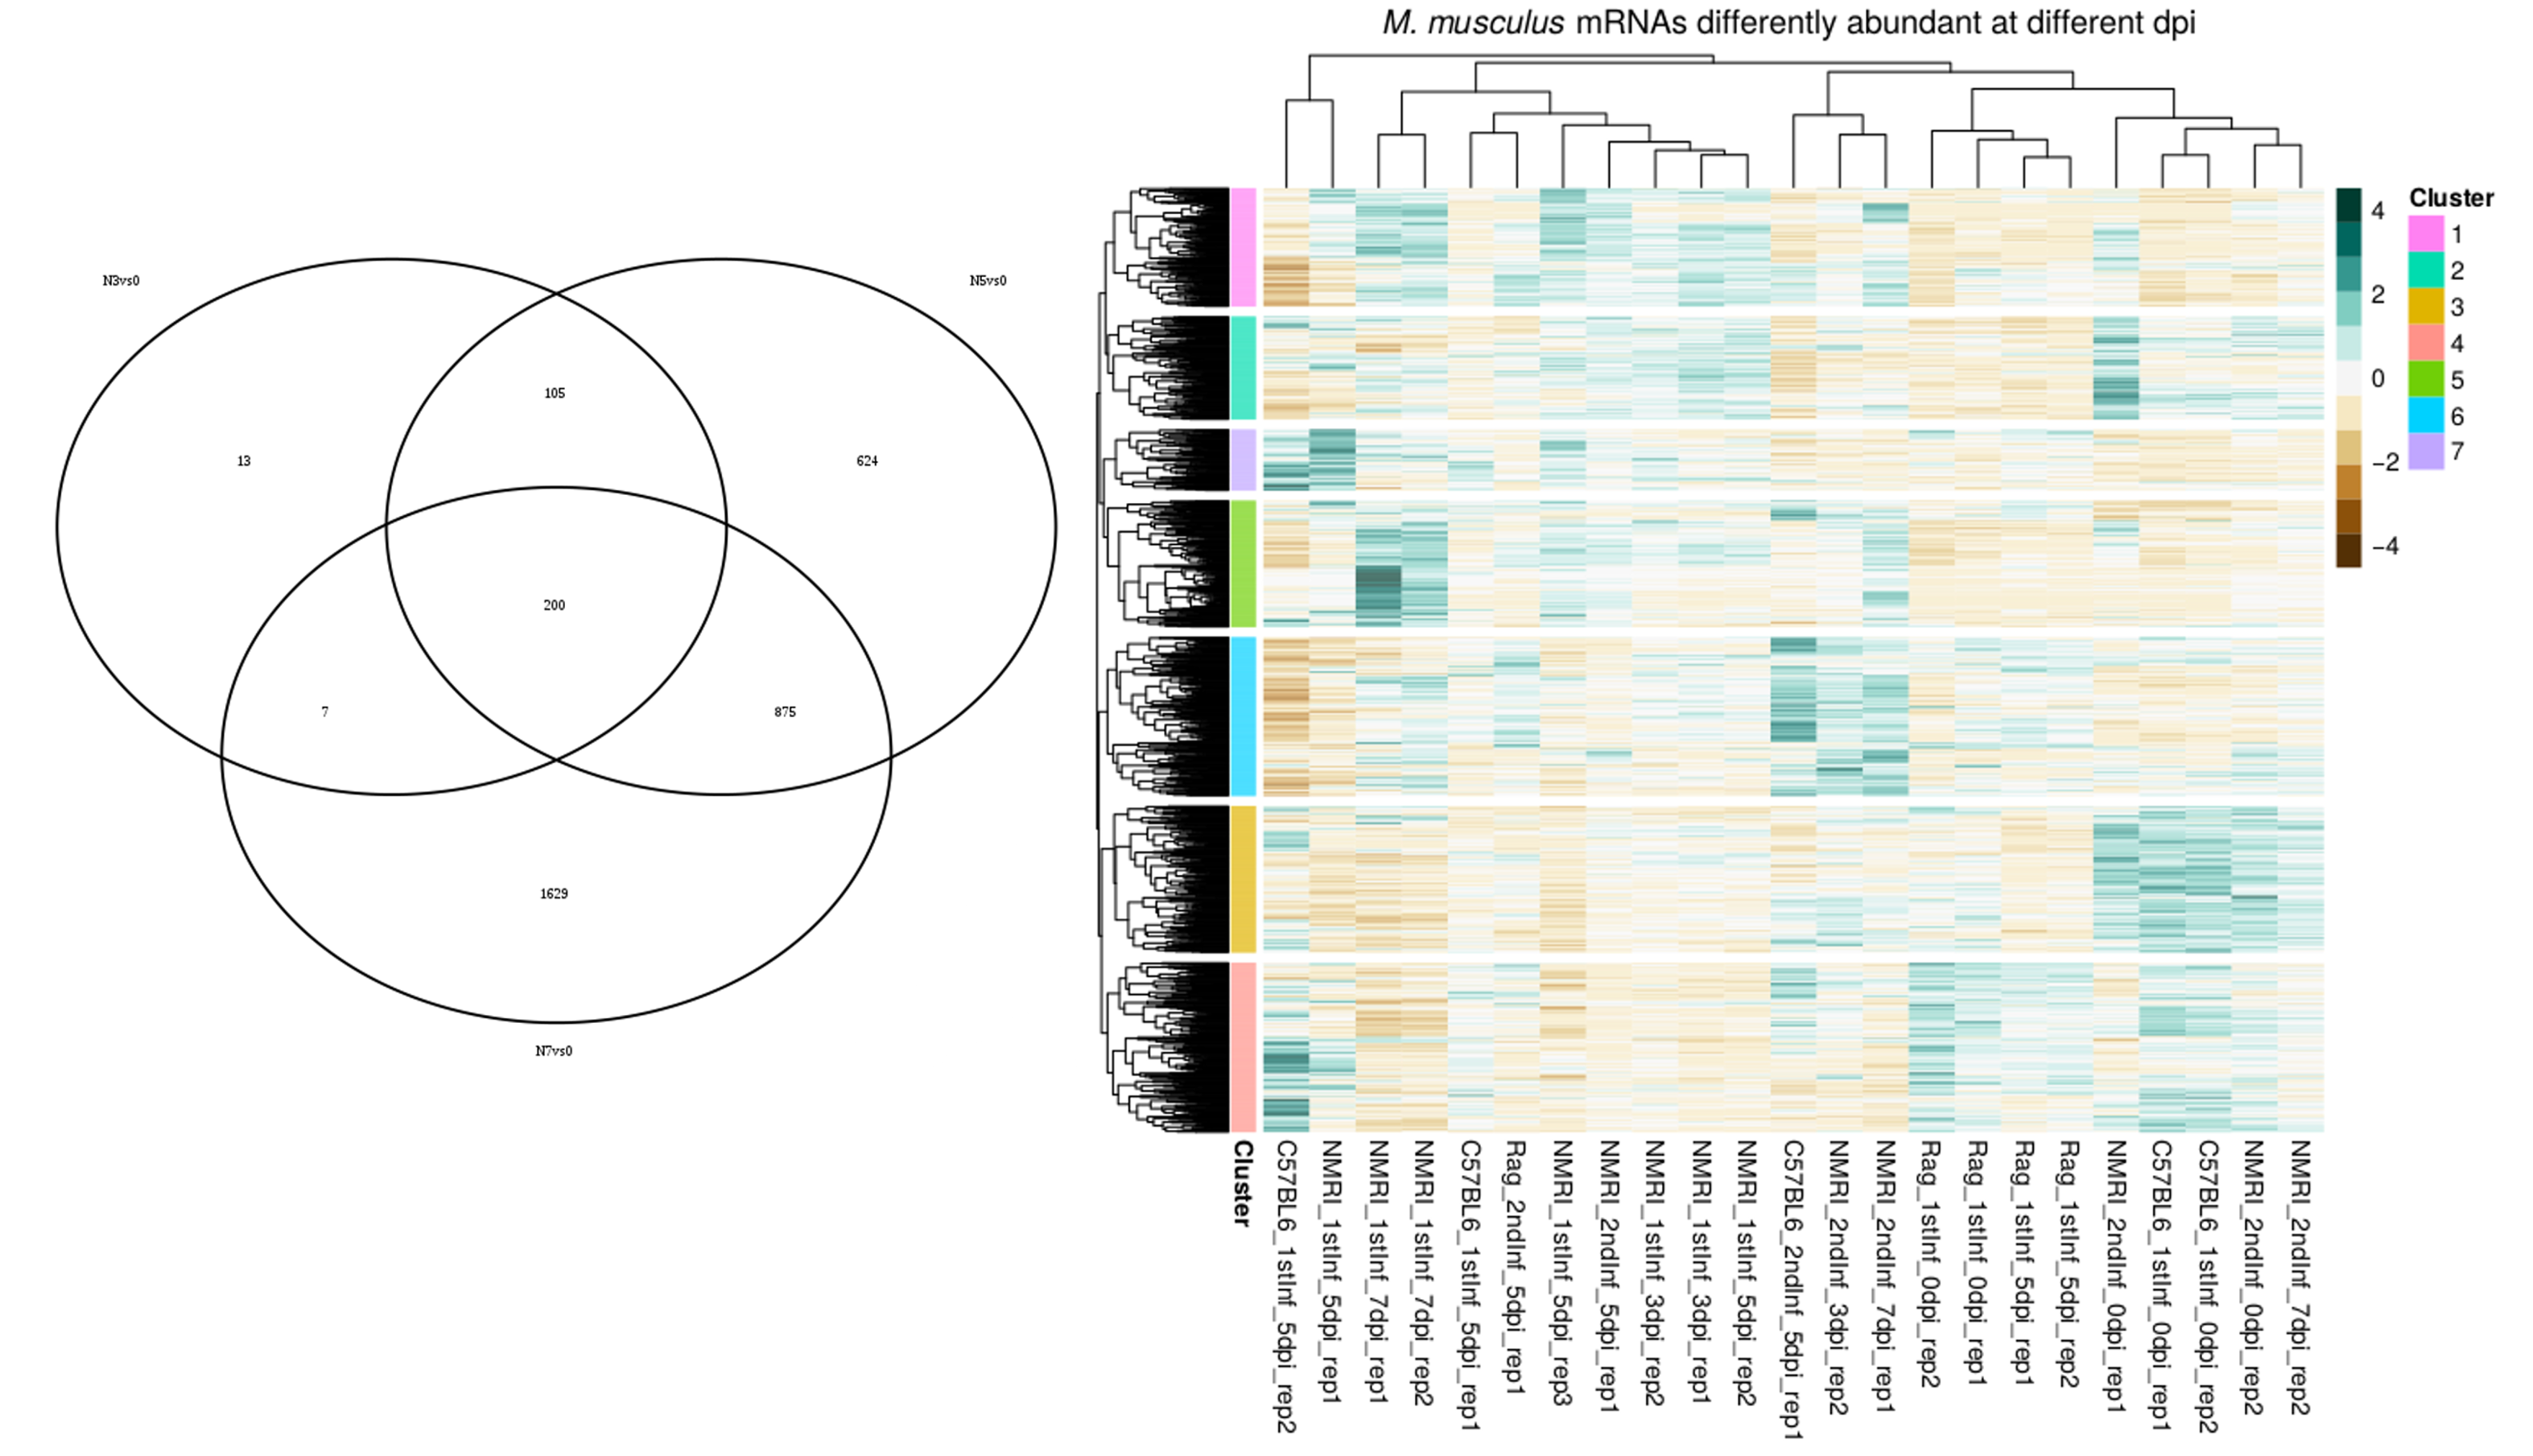 M. musculus mRNAs differently abundant at different dpi
N3vs0
N5vs0
105
13
624
200
7
875
1629
N7vs0
4
2
0
−2
−4
Cluster
1
2
3
4
5
6
7
Cluster
C57BL6_1stInf_5dpi_rep2
NMRI_1stInf_5dpi_rep1
NMRI_1stInf_7dpi_rep1
NMRI_1stInf_7dpi_rep2
C57BL6_1stInf_5dpi_rep1
Rag_2ndInf_5dpi_rep1
NMRI_1stInf_5dpi_rep3
NMRI_2ndInf_5dpi_rep1
NMRI_1stInf_3dpi_rep2
NMRI_1stInf_3dpi_rep1
NMRI_1stInf_5dpi_rep2
C57BL6_2ndInf_5dpi_rep1
NMRI_2ndInf_3dpi_rep2
NMRI_2ndInf_7dpi_rep1
Rag_1stInf_0dpi_rep2
Rag_1stInf_0dpi_rep1
Rag_1stInf_5dpi_rep1
Rag_1stInf_5dpi_rep2
NMRI_2ndInf_0dpi_rep1
C57BL6_1stInf_0dpi_rep1
C57BL6_1stInf_0dpi_rep2
NMRI_2ndInf_0dpi_rep2
NMRI_2ndInf_7dpi_rep2